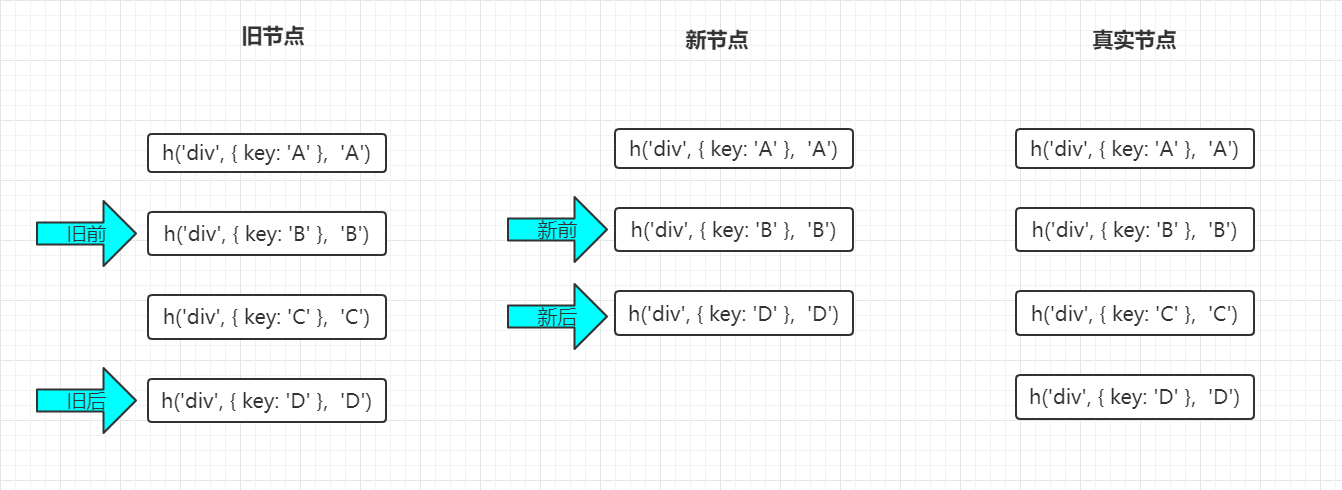 旧节点
新节点
真实节点
h('div', { key: 'A' },  'A')
h('div', { key: 'A' },  'A')
h('div', { key: 'A' },  'A')
旧前
h('div', { key: 'B' },  'B')
新前
h('div', { key: 'B' },  'B')
h('div', { key: 'B' },  'B')
h('div', { key: 'C' },  'C')
新后
h('div', { key: 'D' },  'D')
h('div', { key: 'C' },  'C')
旧后
h('div', { key: 'D' },  'D')
h('div', { key: 'D' },  'D')